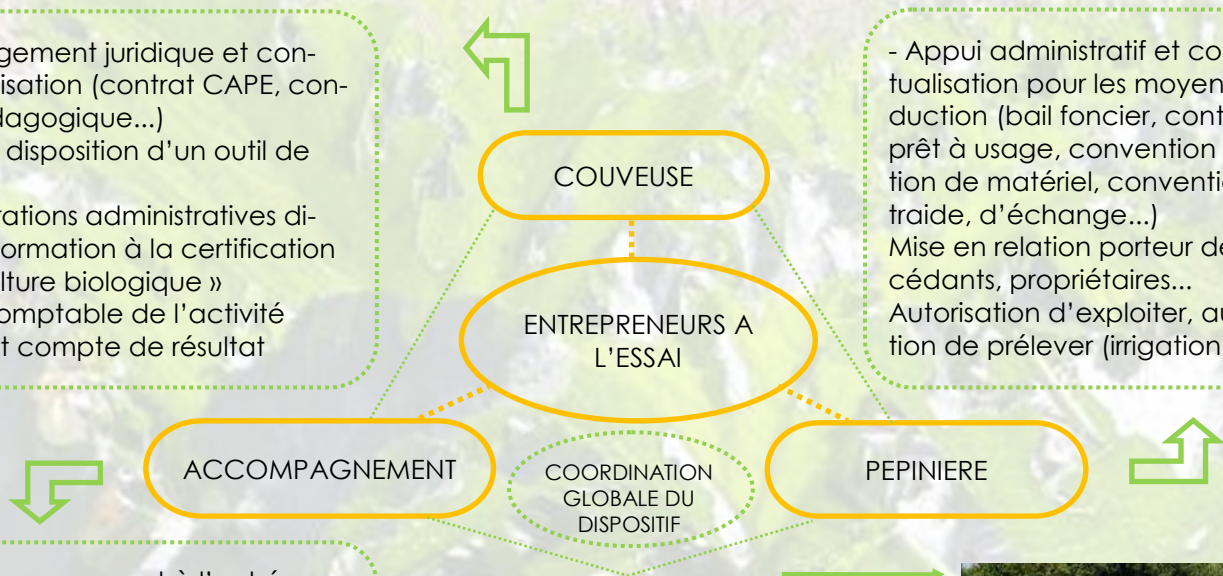 gement juridique et con-
isation (contrat CAPE, con-
dagogique...)
disposition d'un outil de
rations administratives di-
ormation à la certification
lture biologique »
omptable de l'activité
t compte de résultat
COUVEUSE
ENTREPRENEURS A
L'ESSAI
ACCOMPAGNEMENT
COORDINATION
GLOBALE DU
DISPOSITIF
PEPINIERE
- Appui administratif et co
tualisation pour les moyen
duction (bail foncier, cont
prêt à usage, convention
tion de matériel, conventi
traide, d'échange...)
Mise en relation porteur de
cédants, propriétaires...
Autorisation d'exploiter, au
tion de prélever (irrigation